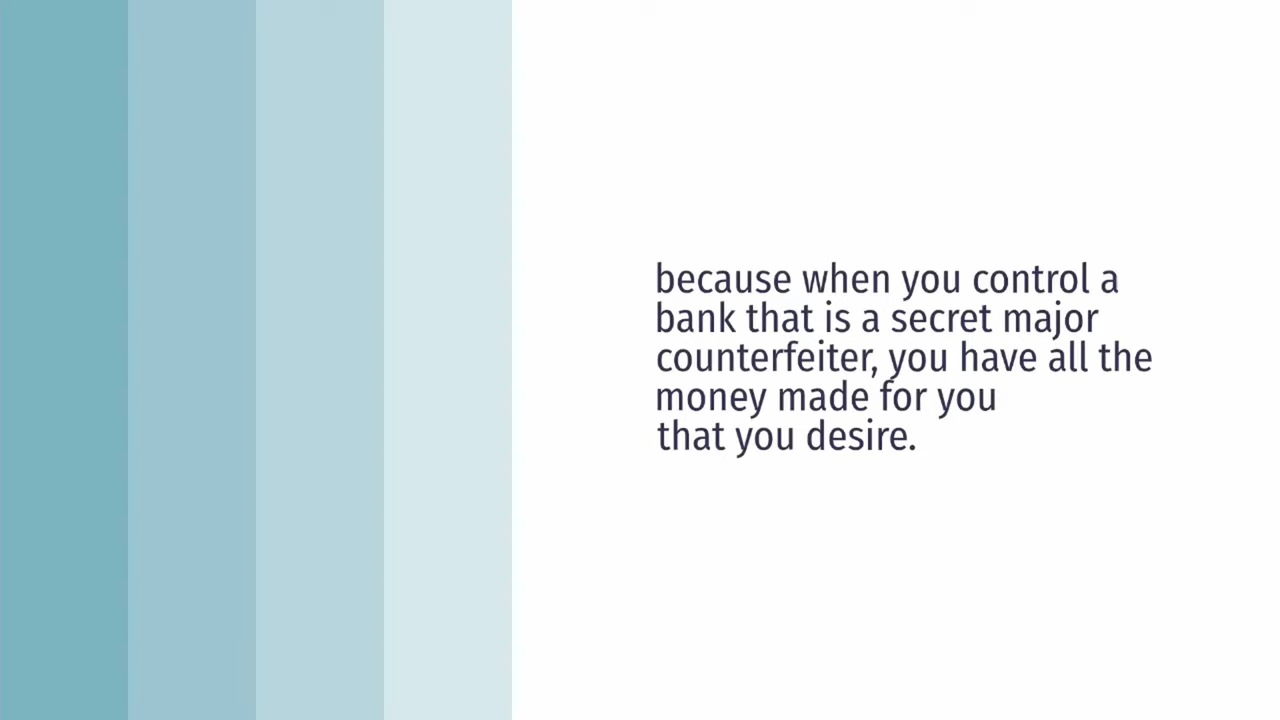 because when you control a
bank that is a secret major
counterfeiter, you have all the
money made for you
that you desire.